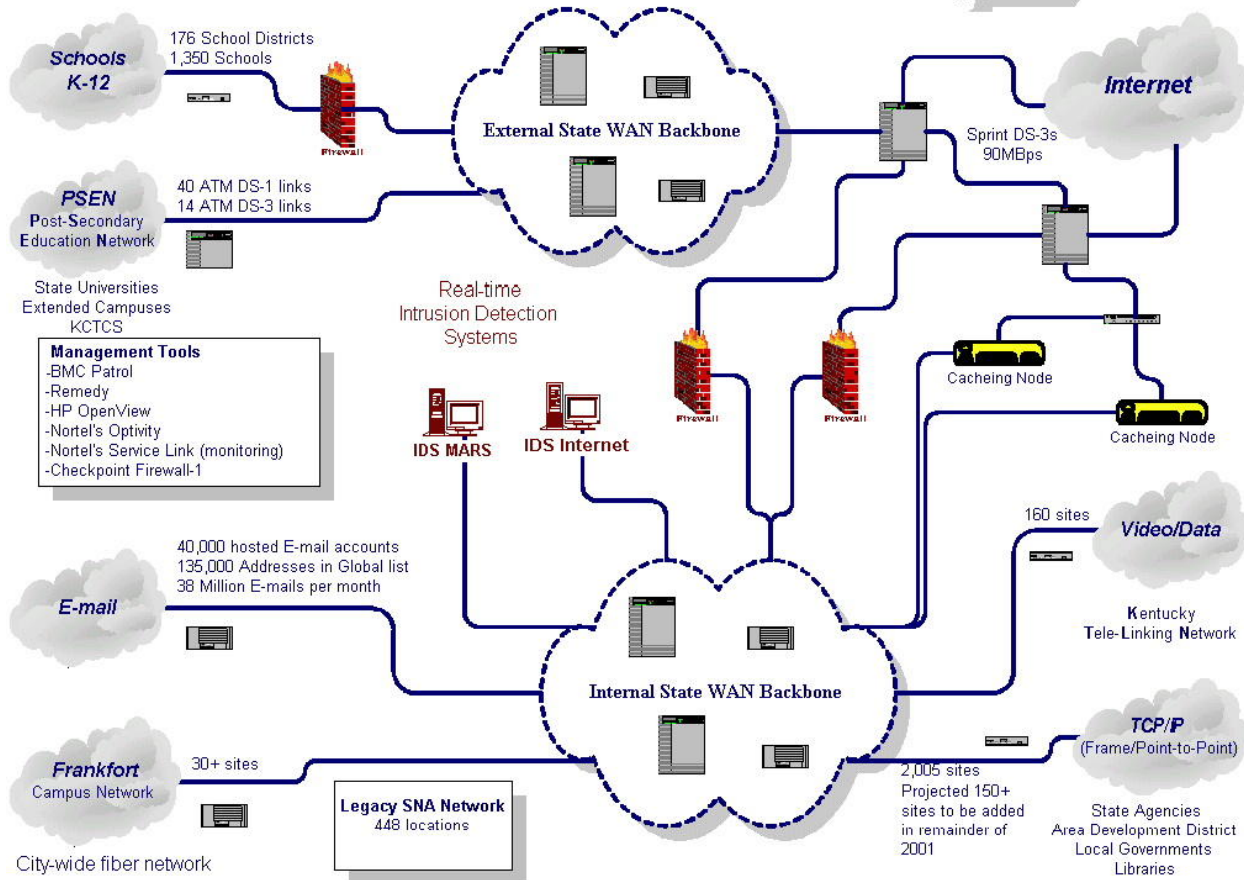 Schools
K-12
176 School Districts
1,350 Schools
Firewall
External State WAN Backbone
Internet
Sprint DS-3s
90MBps
PSEN
Post-Secondary
Education Network
40 ATM DS-1 links
14 ATM DS-3 links
State Universities
Extended Campuses
KCTCS
Real-time
Intrusion Detection
Systems
Management Tools
-BMC Patrol
-Remedy
-HP OpenView
-Nortel's Optivity
-Nortel's Service Link (monitoring)
-Checkpoint Firewall-1
IDS MARS
IDS Internet
Firewall
Firewall
Cacheing Node
Cacheing Node
E-mail
40,000 hosted E-mail accounts
135,000 Addresses in Global list
38 Million E-mails per month
160 sites
Video/Data
Kentucky
Tele-Linking Network
Internal State WAN Backbone
Frankfort
Campus Network
30+ sites
City-wide fiber network
Legacy SNA Network
448 locations
TCP/IP
(Frame/Point-to-Point)
2,005 sites
Projected 150+
sites to be added
in remainder of
2001
State Agencies
Area Development District
Local Governments
Libraries